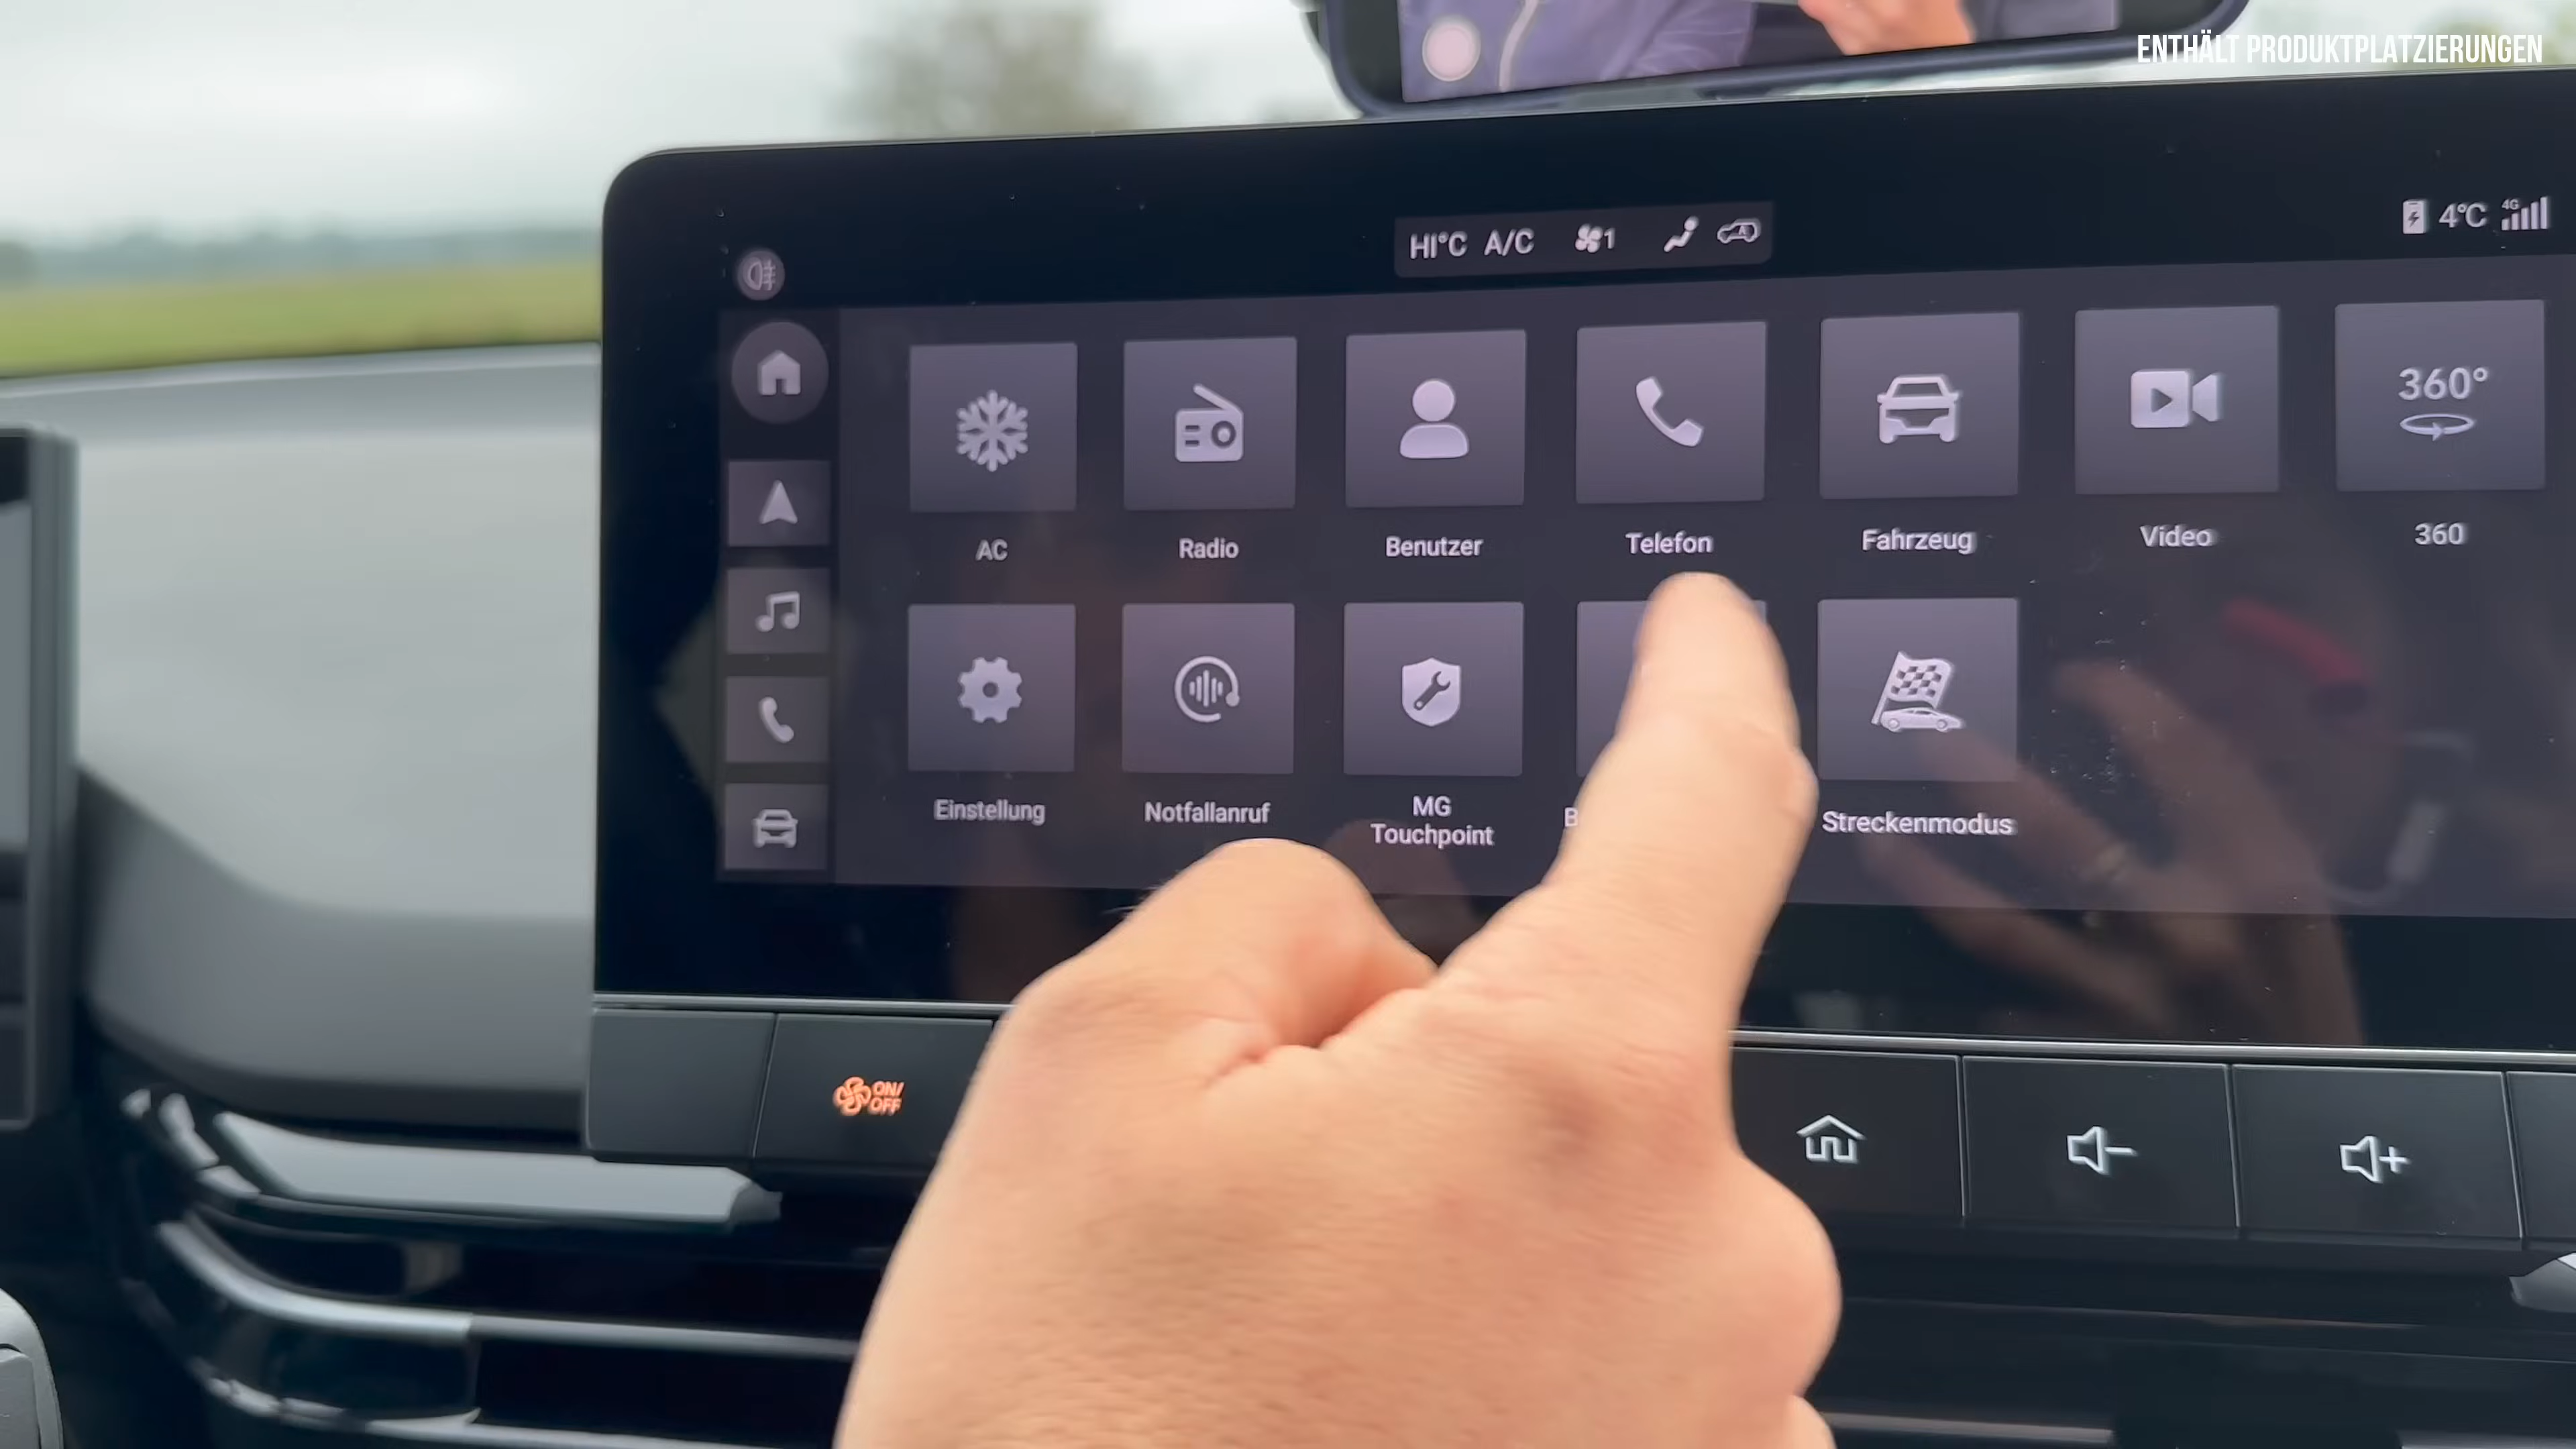 ENTHÄLT PRODUKTPLATZIERUNGEN
HI°C A/C 1
4°C 4G
360°
AC Radio Benutzer Telefon Fahrzeug Video 360
Einstellung Notfallanruf MG Touchpoint Streckenmodus
ON/
OFF